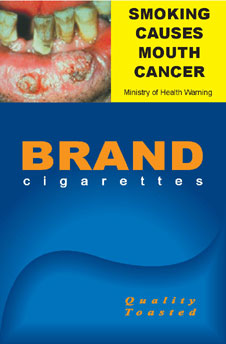 SMOKING
CAUSES
MOUTH
CANCER
Ministry of Health Warning
BRAND
cigarettes
Quality
Toasted